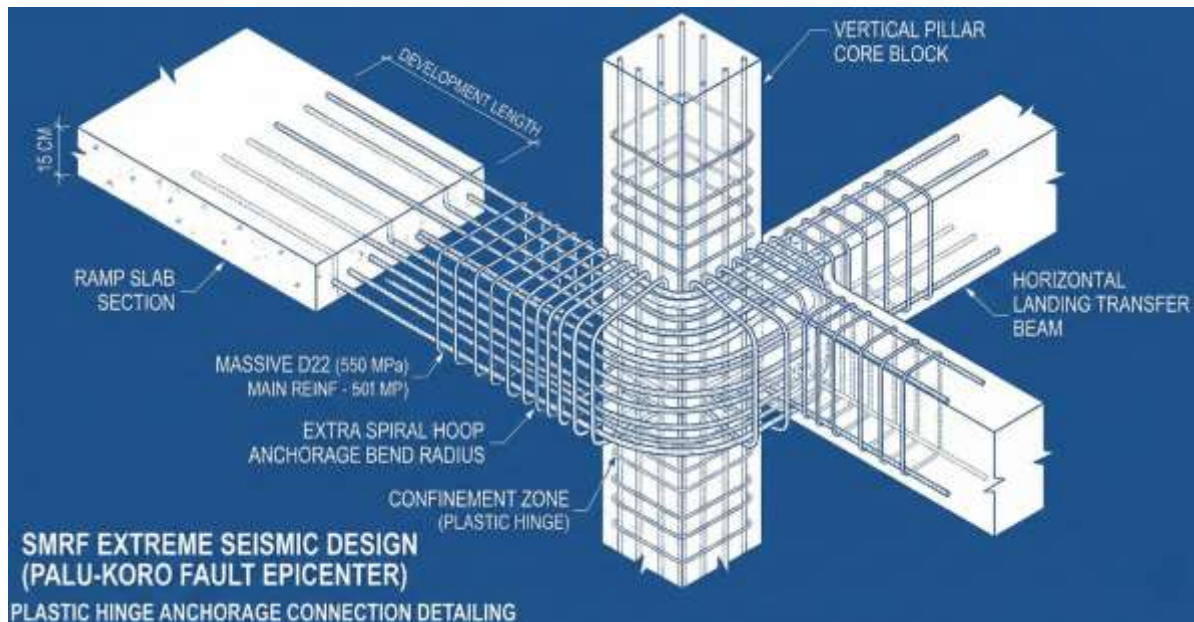 DEVELOPMENT LENGTH
VERTICAL PILLAR
CORE BLOCK
15 CM
RAMP SLAB
SECTION
HORIZONTAL
LANDING TRANSFER
BEAM
MASSIVE D22 (550 MPa)
MAIN REINF - 501 MP)
EXTRA SPIRAL HOOP
ANCHORAGE BEND RADIUS
CONFINEMENT ZONE
(PLASTIC HINGE)
SMRF EXTREME SEISMIC DESIGN
(PALU-KORO FAULT EPICENTER)
PLASTIC HINGE ANCHORAGE CONNECTION DETAILING